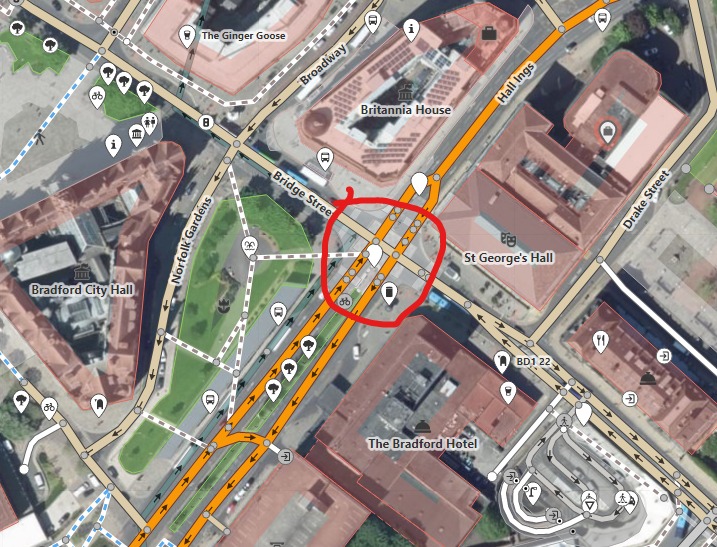 The Ginger Goose
Broadway
Hall Ings
Britannia House
8
Bridge Street
Norfolk Gardens
Drake Street
St George's Hall
Bradford City Hall
BD1 22
The Bradford Hotel